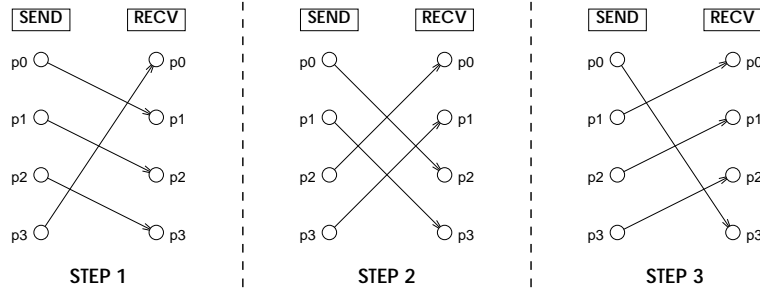 SEND RECV
p0 p0
p1 p1
p2 p2
p3 p3
STEP 1
SEND RECV
p0 p0
p1 p1
p2 p2
p3 p3
STEP 2
SEND RECV
p0 p0
p1 p1
p2 p2
p3 p3
STEP 3